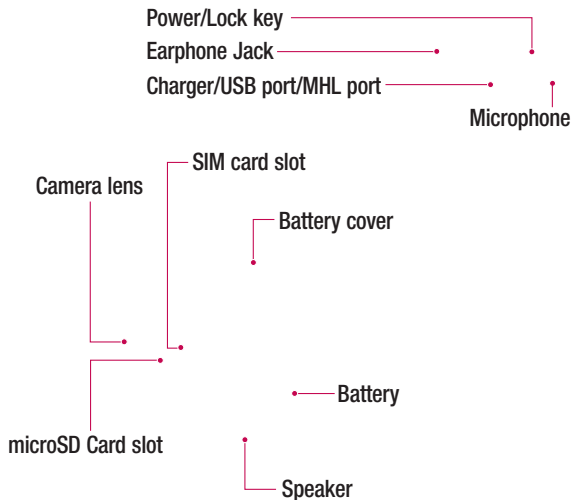 Power/Lock key
Earphone Jack
Charger/USB port/MHL port
Microphone
SIM card slot
Camera lens
Battery cover
Battery
microSD Card slot
Speaker